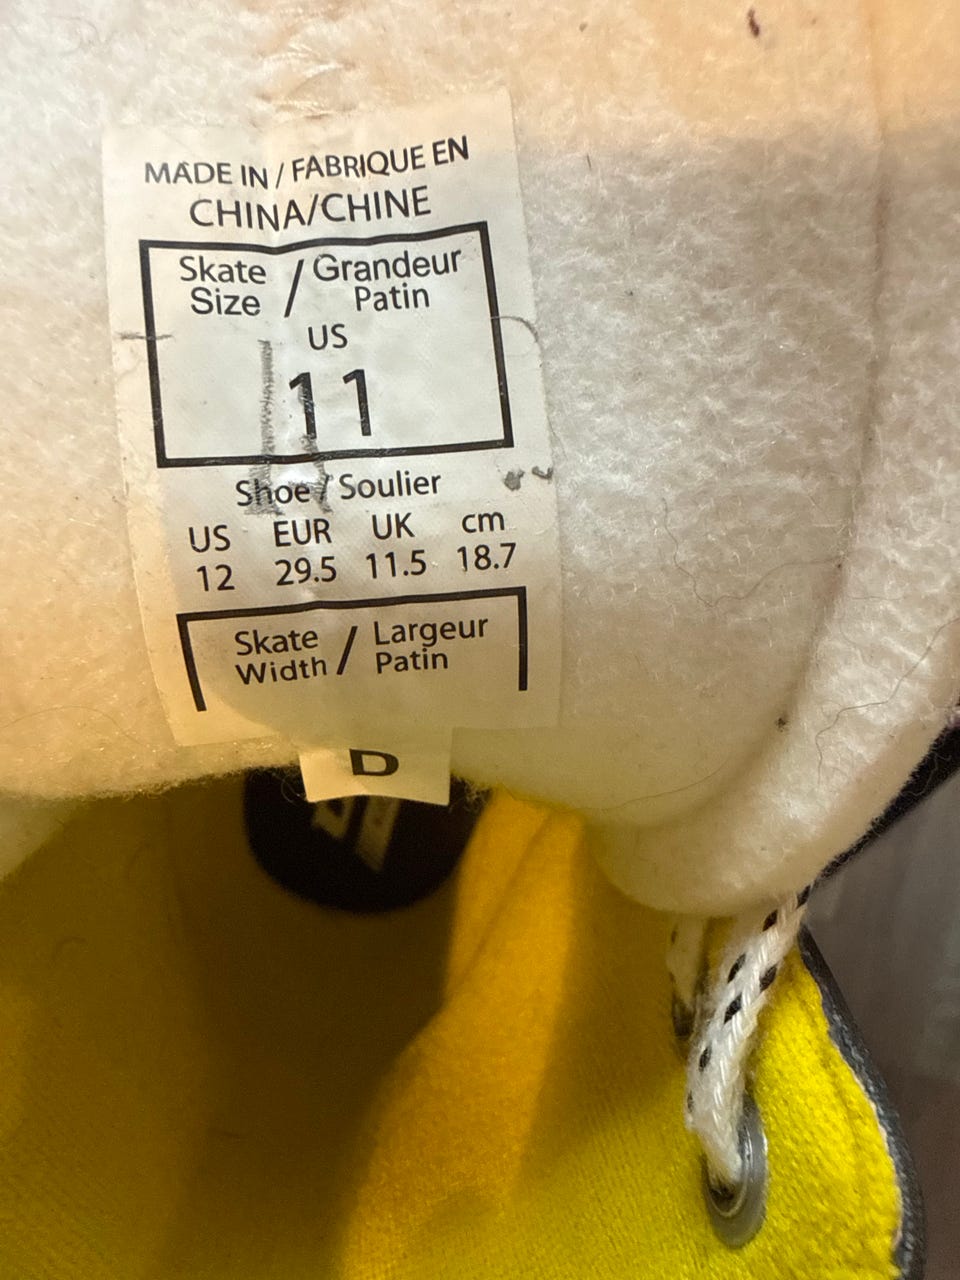 MADE IN / FABRIQUE EN
CHINA/CHINE
Skate Size / Grandeur Patin
US
11
Shoe / Soulier
US EUR UK cm
12 29.5 11.5 18.7
Skate Width / Largeur Patin
D